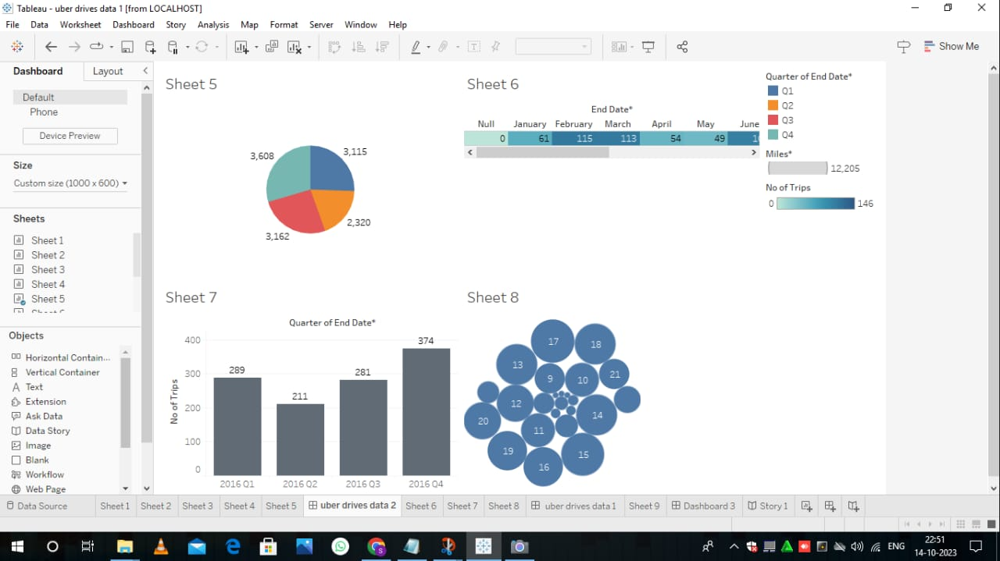 Tableau - uber drives data 1 [from LOCALHOST]
File Data Worksheet Dashboard Story Analysis Map Format Server Window Help
Show Me
Dashboard Layout
Default
Phone
Device Preview
Size
Custom size (1000 x 600)
Sheets
Sheet 1
Sheet 2
Sheet 3
Sheet 4
Sheet 5
Objects
Horizontal Contain...
Vertical Container
Text
Extension
Ask Data
Data Story
Image
Blank
Workflow
Web Page
Sheet 5
3,608 3,115
2,320
3,162
Sheet 6
End Date*
Null January February March April May June
0 61 115 113 54 49
Quarter of End Date*
Q1
Q2
Q3
Q4
Miles*
12,205
No of Trips
0 146
Sheet 7
Quarter of End Date*
No of Trips
400
300
200
100
0
289
211
281
374
2016 Q1 2016 Q2 2016 Q3 2016 Q4
Sheet 8
17
18
13
9
10
21
12
14
20
11
19
15
16
Data Source Sheet 1 Sheet 2 Sheet 3 Sheet 4 Sheet 5 uber drives data 2 Sheet 6 Sheet 7 Sheet 8 uber drives data 1 Sheet 9 Dashboard 3 Story 1
ENG
22:51
14-10-2023